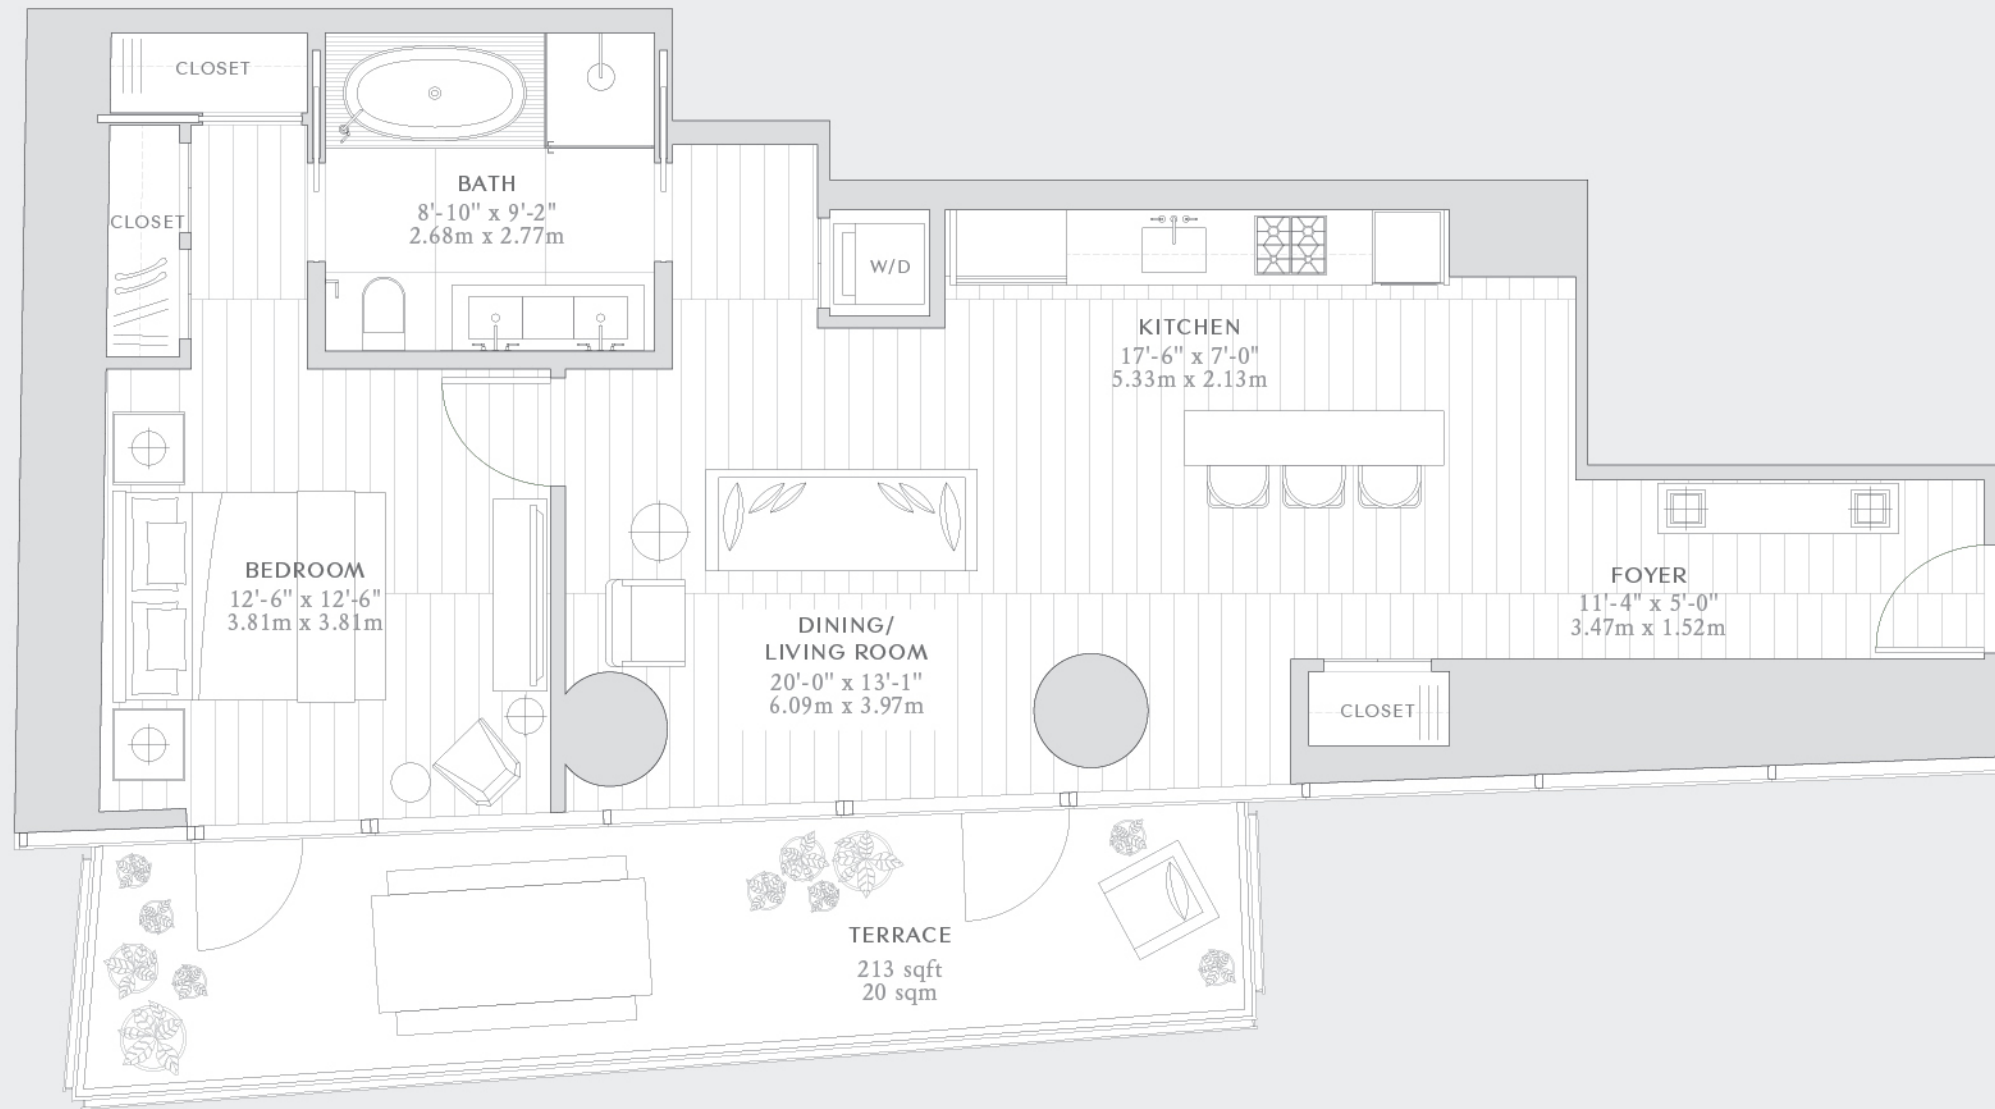 CLOSET
CLOSET
BATH
8'-10" x 9'-2"
2.68m x 2.77m
W/D
KITCHEN
17'-6" x 7'-0"
5.33m x 2.13m
BEDROOM
12'-6" x 12'-6"
3.81m x 3.81m
DINING/
LIVING ROOM
20'-0" x 13'-1"
6.09m x 3.97m
FOYER
11'-4" x 5'-0"
3.47m x 1.52m
CLOSET
TERRACE
213 sqft
20 sqm